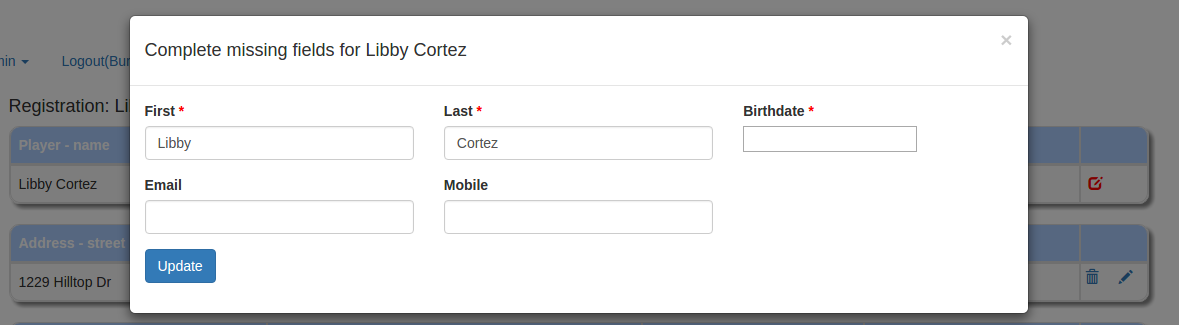 Complete missing fields for Libby Cortez
×
Logout(Bur
Registration: Li
First * Last * Birthdate *
Player - name
Libby Cortez
Libby Cortez
Email Mobile
Address - street
Update
1229 Hilltop Dr